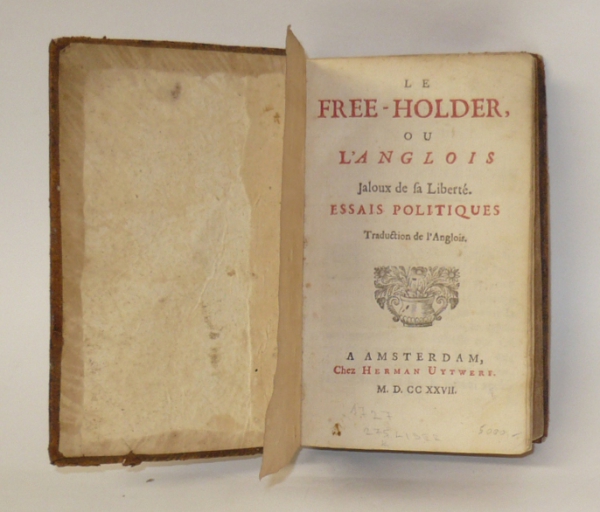 LE
FREE-HOLDER,
OU
L'ANGLOIS
Jaloux de ſa Liberté.
ESSAIS POLITIQUES
Traduction de l'Anglois.
A AMSTERDAM,
Chez HERMAN UYTWERF.
M. D. CC XXVII.
1727
5000.-